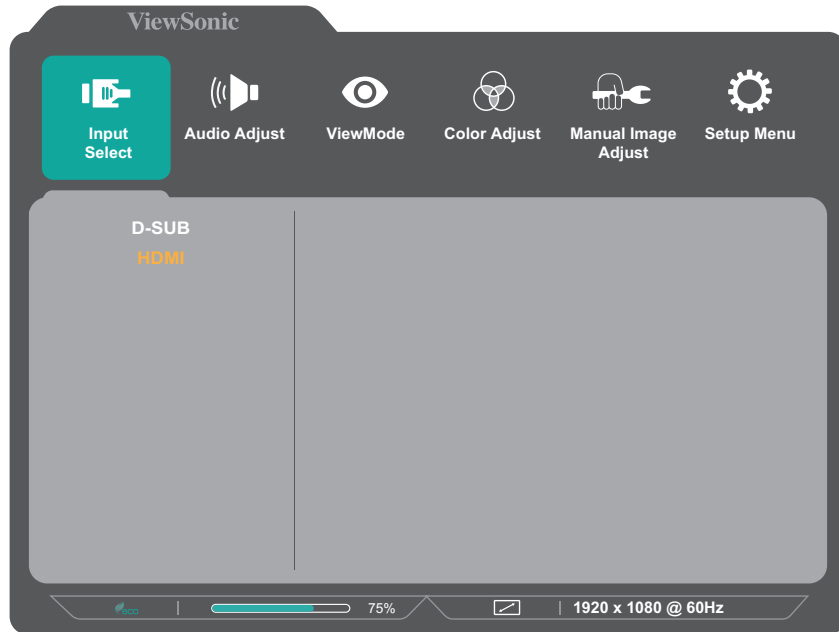 ViewSonic
Input Select
Audio Adjust
ViewMode
Color Adjust
Manual Image Adjust
Setup Menu
D-SUB
HDMI
eco
75%
1920 x 1080 @ 60Hz